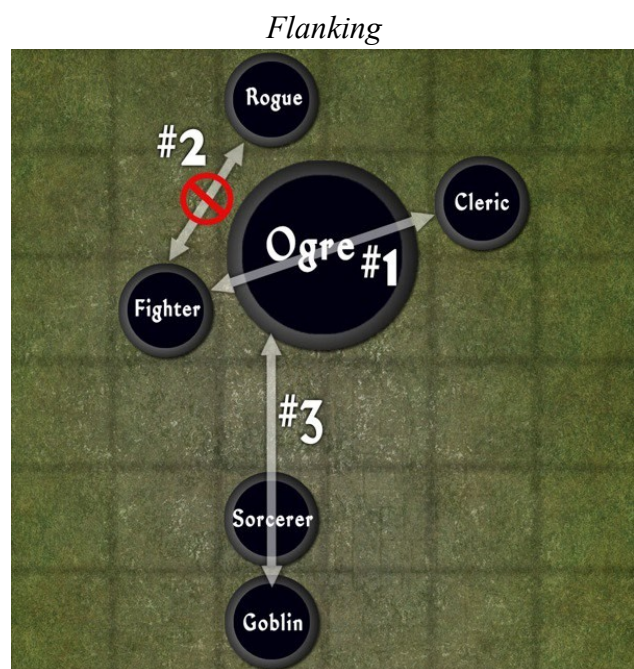 Flanking
Rogue
#2
Cleric
Ogre #1
Fighter
#3
Sorcerer
Goblin